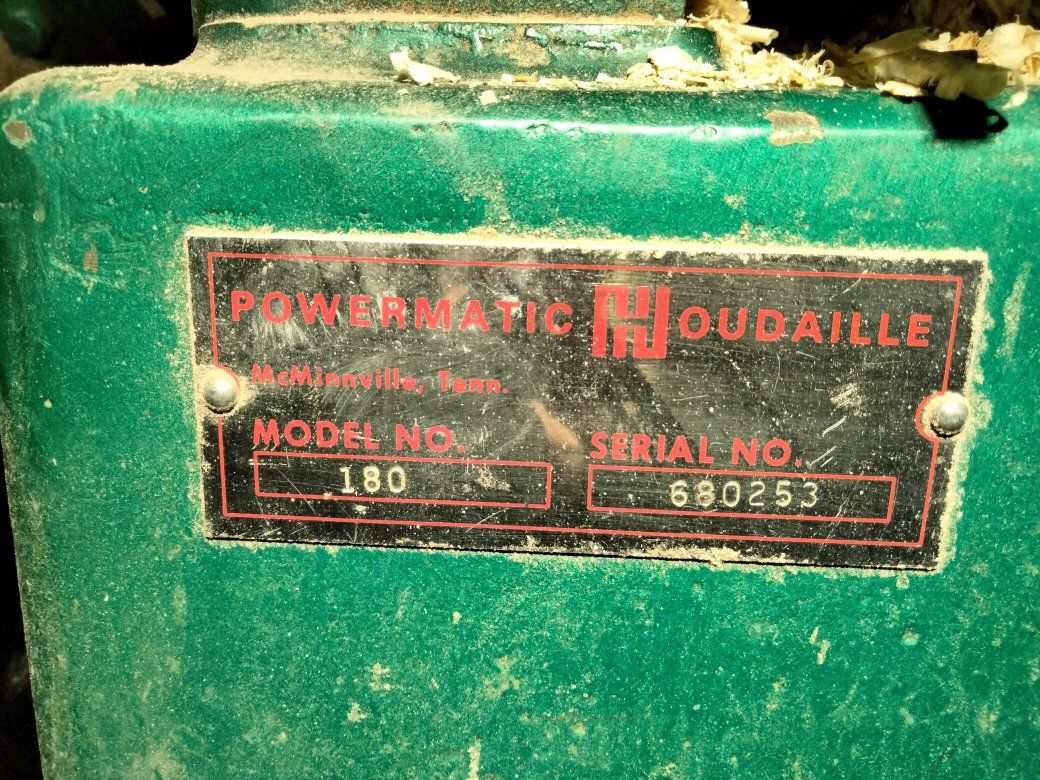 POWERMATIC HOUDAILLE
McMinnville, Tenn.
MODEL NO. SERIAL NO.
180 680253